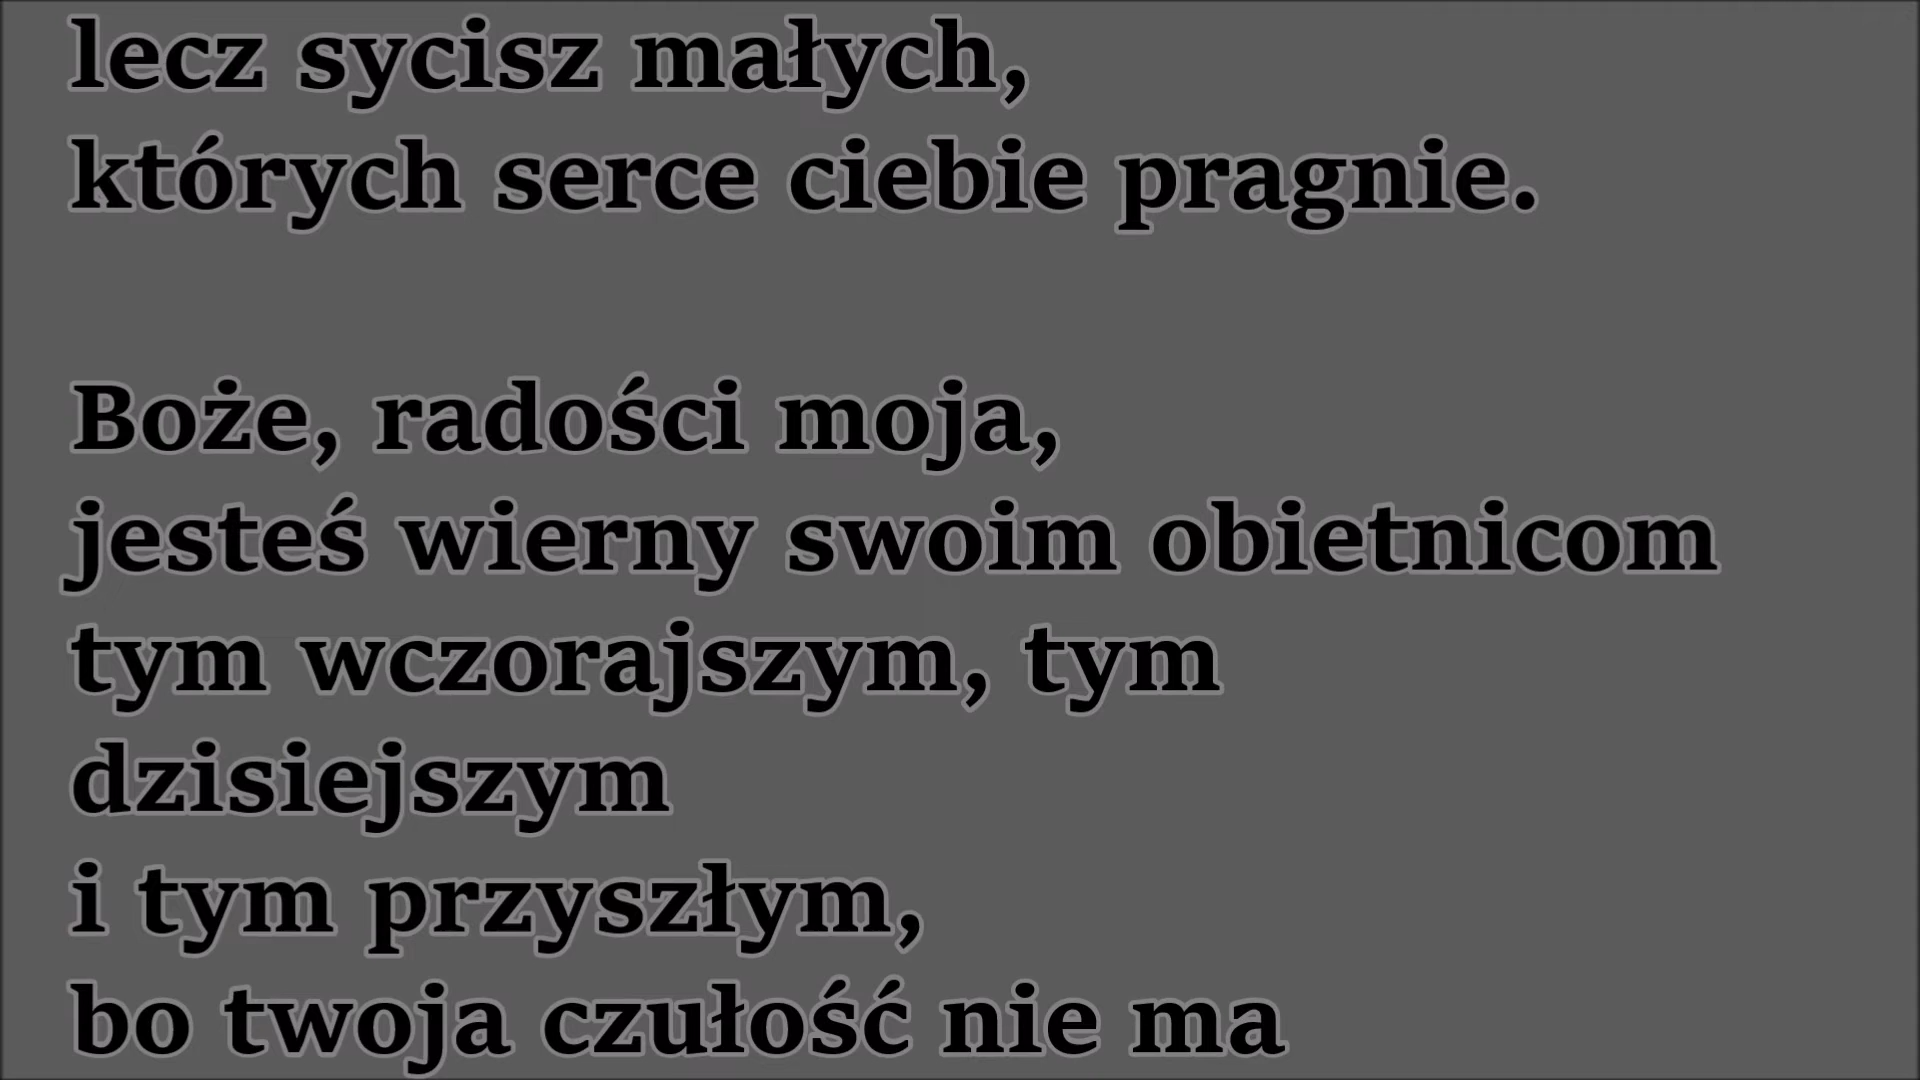 lecz sycisz małych,
których serce ciebie pragnie.
Boże, radości moja,
jesteś wierny swoim obietnicom
tym wczorajszym, tym
dzisiejszym
i tym przyszłym,
bo twoja czułość nie ma